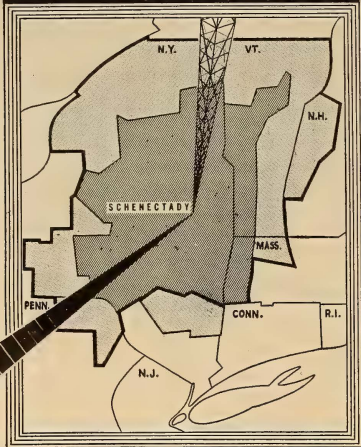 N.Y. VT.
N.H.
SCHENECTADY
MASS.
PENN.
CONN. R.I.
N.J.